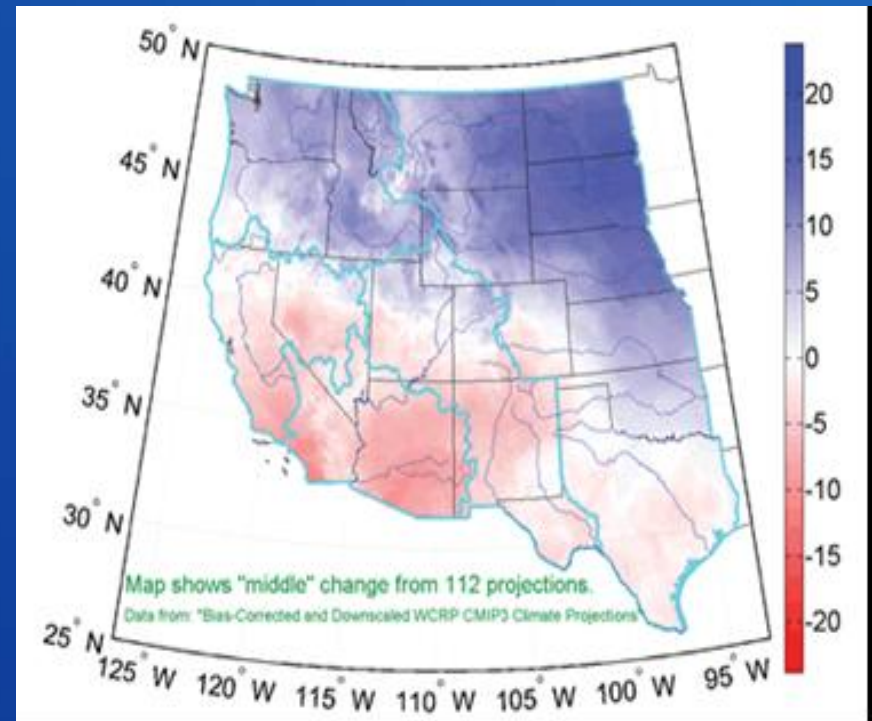 50° N
45° N
40° N
35° N
30° N
25° N
125° W
120° W
115° W
110° W
105° W
100° W
95° W
20
15
10
5
0
-5
-10
-15
-20
Map shows "middle" change from 112 projections.
Data from: "Bias-Corrected and Downscaled WCRP CMIP3 Climate Projections